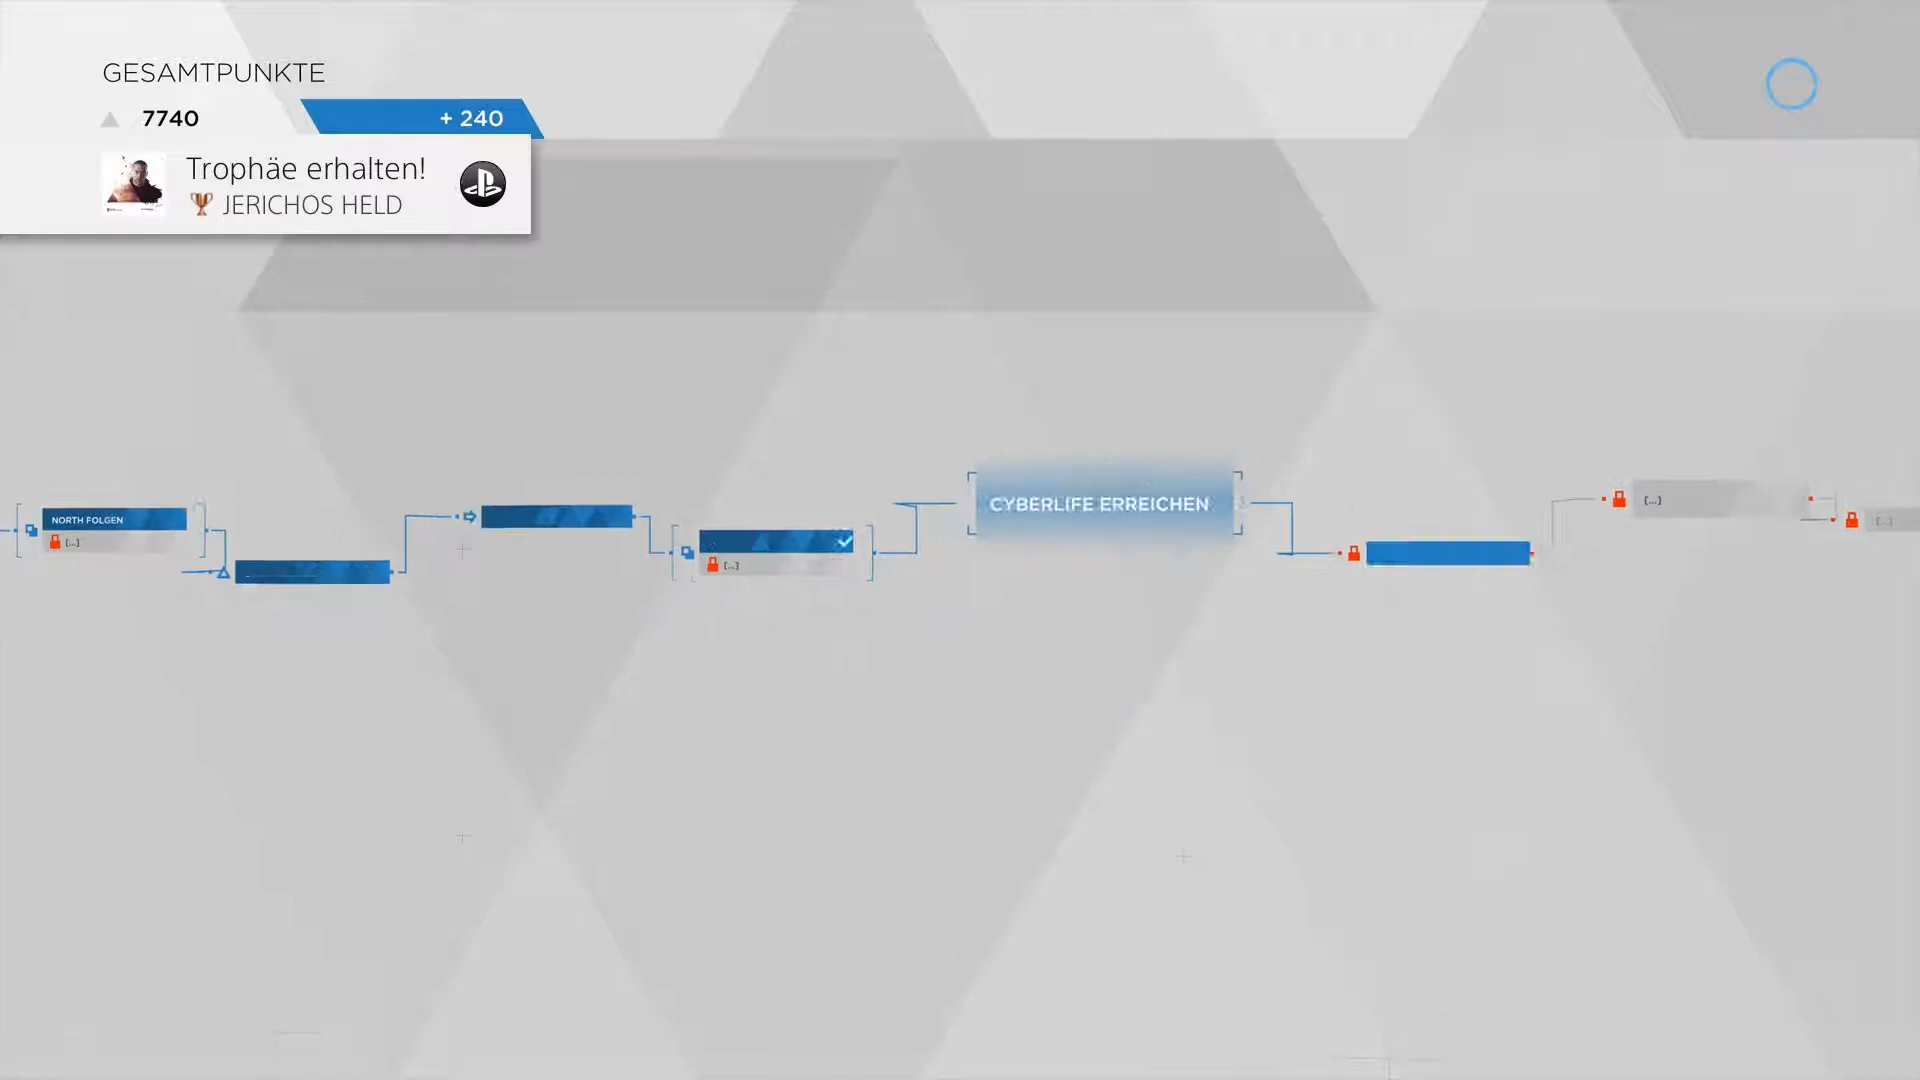 GESAMTPUNKTE
7740
+ 240
Trophäe erhalten!
JERICHOS HELD
NORTH FOLGEN
[...]
[...]
CYBERLIFE ERREICHEN
[...]
[...]